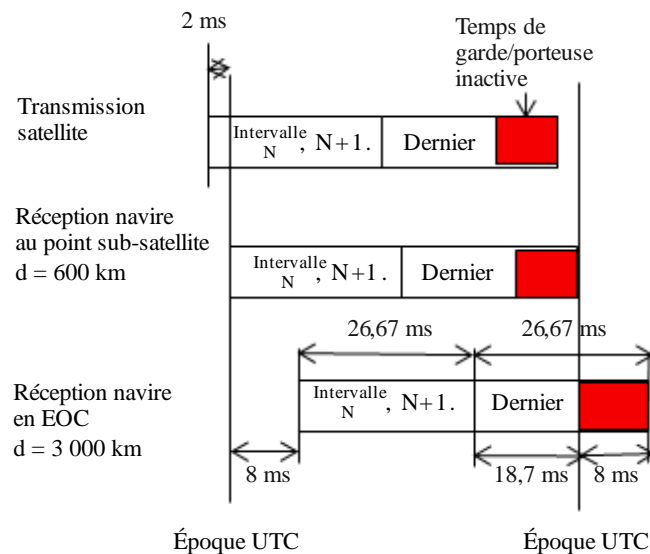 2 ms
Temps de
garde/porteuse
inactive
Transmission
satellite
Intervalle
N , N+1.
Dernier
Réception navire
au point sub-satellite
d = 600 km
Intervalle
N , N+1.
Dernier
26,67 ms
26,67 ms
Réception navire
en EOC
d = 3 000 km
Intervalle
N , N+1.
Dernier
8 ms
18,7 ms
8 ms
Époque UTC
Époque UTC